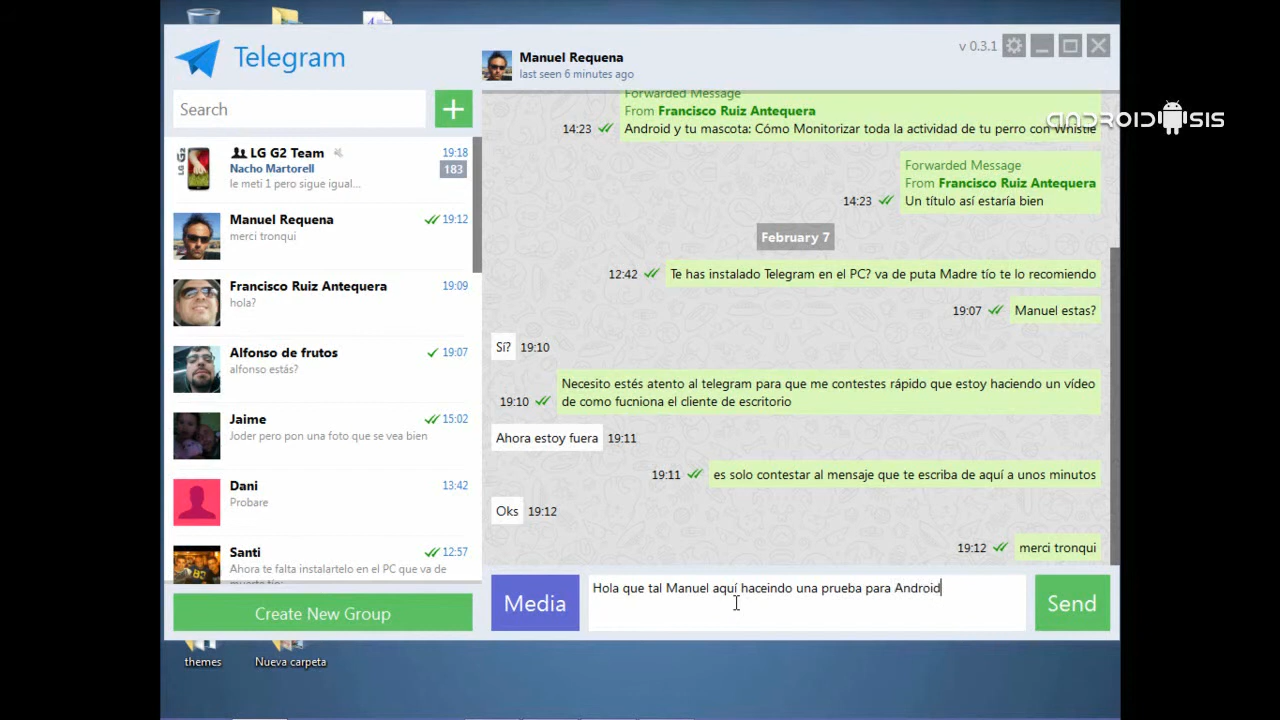 Telegram
Search
+
LG G2 Team
19:18
Nacho Martorell
183
le meti 1 pero sigue igual...
Manuel Requena
19:12
merci tronqui
Francisco Ruiz Antequera
19:09
hola?
Alfonso de frutos
19:07
alfonso estás?
Jaime
15:02
Joder pero pon una foto que se vea bien
Dani
13:42
Probare
Santi
12:57
Ahora te falta instalartelo en el PC que va de
muerte tio:
Create New Group
Manuel Requena
last seen 6 minutes ago
v 0.3.1
Forwarded Message
From Francisco Ruiz Antequera
14:23 Android y tu mascota: Cómo Monitorizar toda la actividad de tu perro con Whistle
ANDROIDSIS
Forwarded Message
From Francisco Ruiz Antequera
14:23 Un título así estaría bien
February 7
12:42 Te has instalado Telegram en el PC? va de puta Madre tío te lo recomiendo
19:07 Manuel estas?
Sí? 19:10
Necesito estés atento al telegram para que me contestes rápido que estoy haciendo un vídeo
19:10 de como fucniona el cliente de escritorio
Ahora estoy fuera 19:11
19:11 es solo contestar al mensaje que te escriba de aquí a unos minutos
Oks 19:12
19:12 merci tronqui
Media
Hola que tal Manuel aquí haceindo una prueba para Android
Send
themes
Nueva carpeta